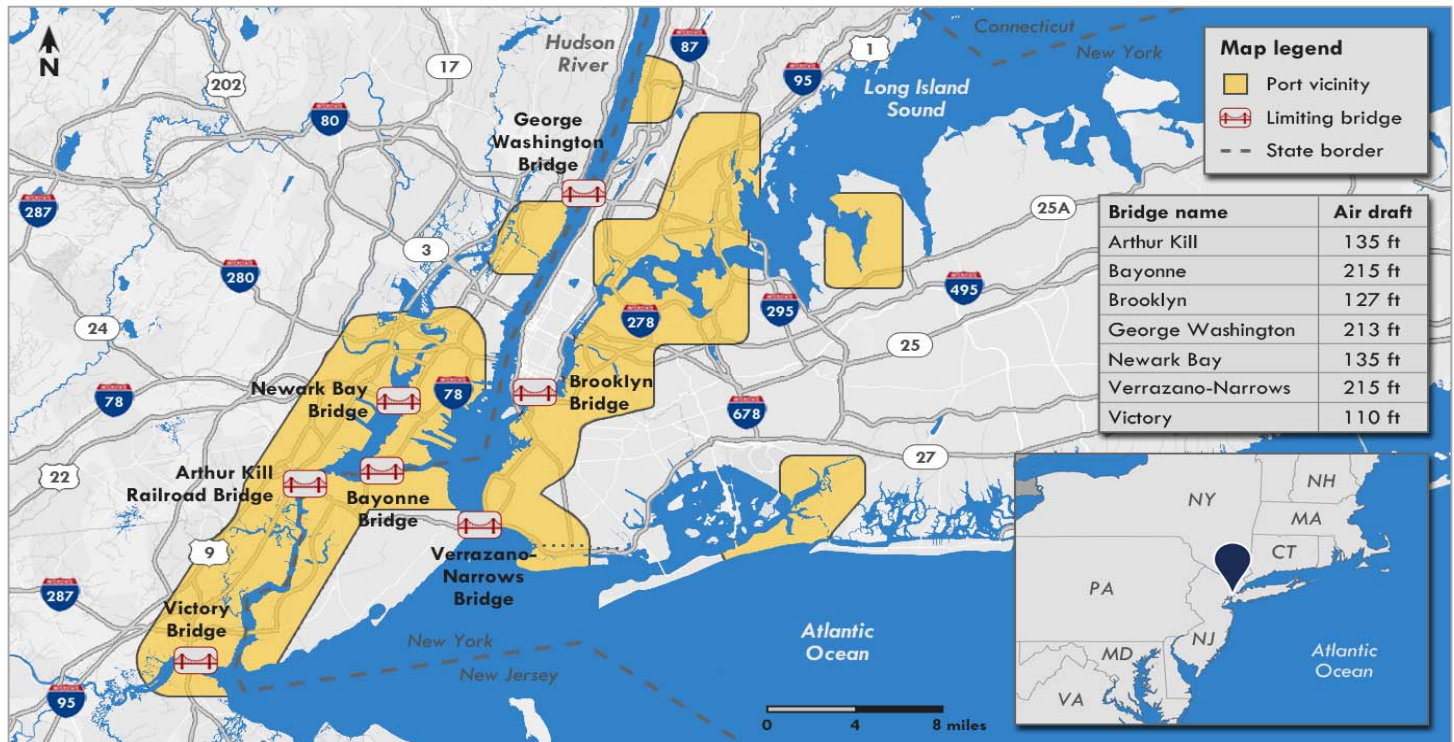 N
Hudson
River
87
1
Connecticut
New York
17
202
95
Long Island
Sound
80
George
Washington
Bridge
Map legend
Port vicinity
Limiting bridge
State border
287
3
25A
280
278
295
495
24
25
Bridge name Air draft
Arthur Kill 135 ft
Bayonne 215 ft
Brooklyn 127 ft
George Washington 213 ft
Newark Bay 135 ft
Verrazano-Narrows 215 ft
Victory 110 ft
78
Newark Bay
Bridge
78
Brooklyn
Bridge
678
22
Arthur Kill
Railroad Bridge
Bayonne
Bridge
27
9
Verrazano-
Narrows
Bridge
287
Victory
Bridge
New York
New Jersey
Atlantic
Ocean
95
0 4 8 miles
NY
NH
MA
CT
PA
NJ
MD
VA
Atlantic
Ocean